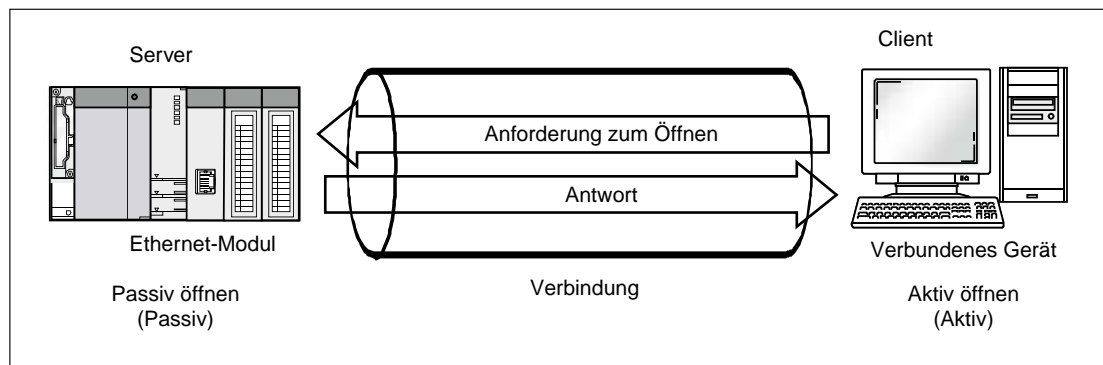 Server
Client
Anforderung zum Öffnen
Antwort
Ethernet-Modul
Verbundenes Gerät
Passiv öffnen
(Passiv)
Verbindung
Aktiv öffnen
(Aktiv)